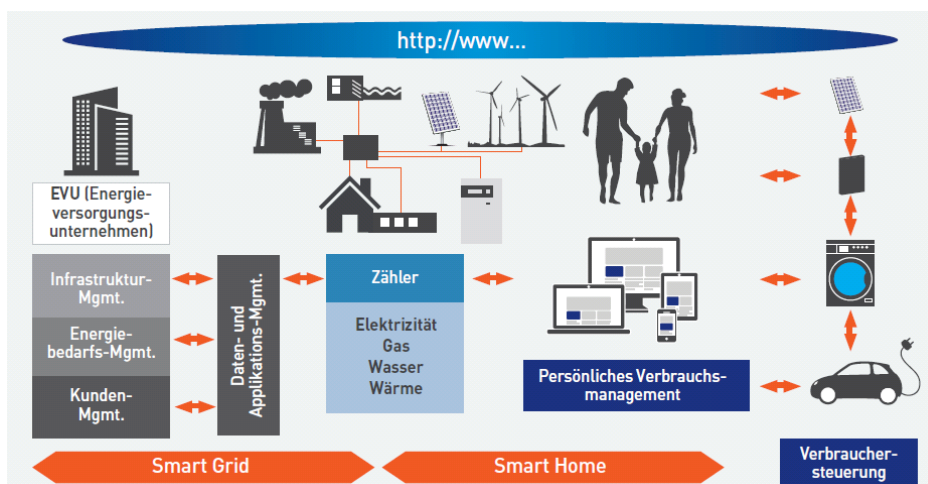 http://www...
EVU (Energie-
versorgungs-
unternehmen)
Infrastruktur-
Mgmt.
Energie-
bedarfs-Mgmt.
Kunden-
Mgmt.
Daten- und
Applikations-Mgmt.
Zähler
Elektrizität
Gas
Wasser
Wärme
Persönliches Verbrauchs-
management
Smart Grid
Smart Home
Verbraucher-
steuerung